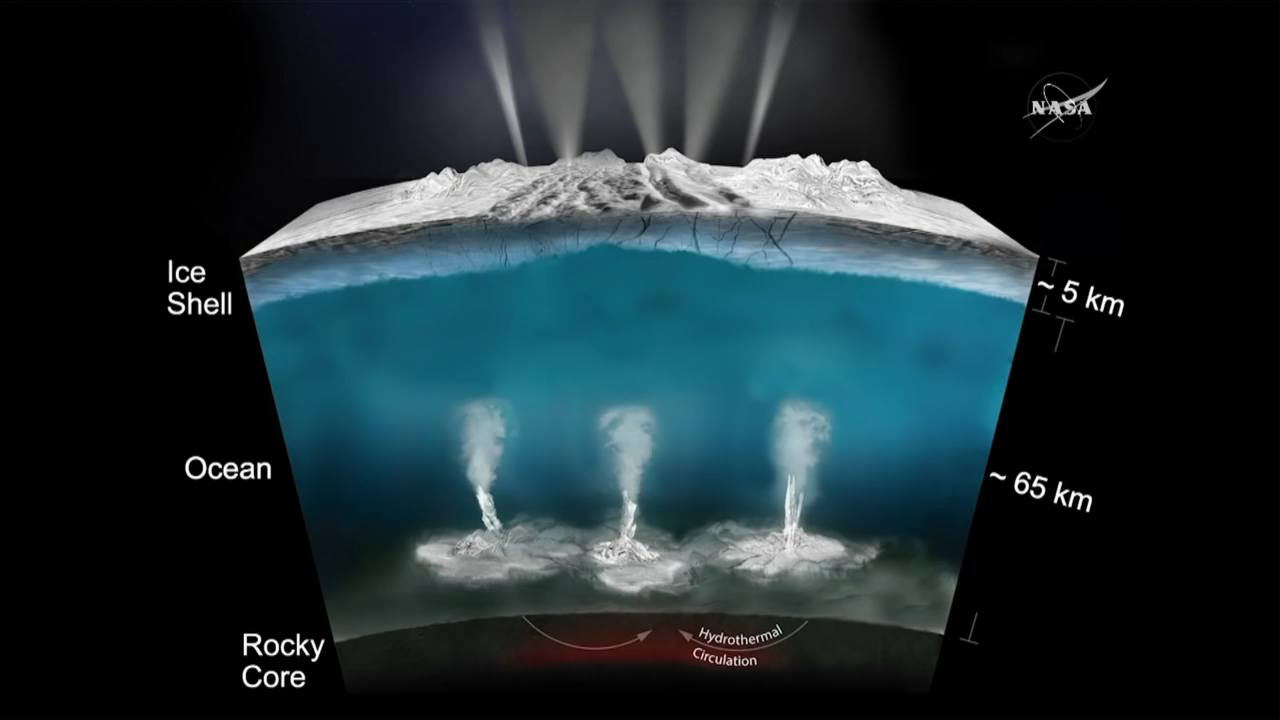 NASA
Ice
Shell
~ 5 km
Ocean
~ 65 km
Hydrothermal
Circulation
Rocky
Core